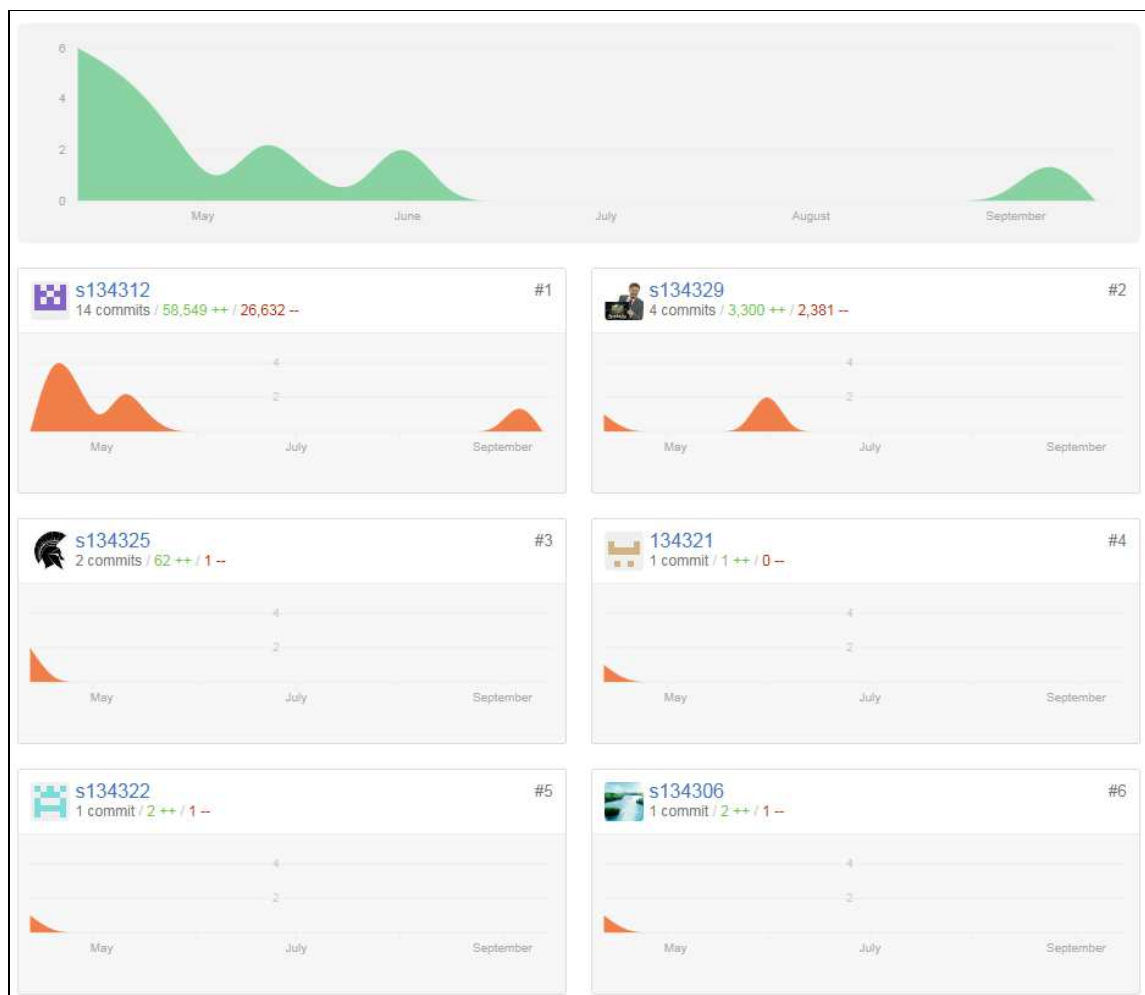 6
4
2
0
May June July August September
s134312 #1
14 commits / 58,549 ++ / 26,632 --
4
2
May July September
s134329 #2
4 commits / 3,300 ++ / 2,381 --
4
2
May July September
s134325 #3
2 commits / 62 ++ / 1 --
4
2
May July September
134321 #4
1 commit / 1 ++ / 0 --
4
2
May July September
s134322 #5
1 commit / 2 ++ / 1 --
4
2
May July September
s134306 #6
1 commit / 2 ++ / 1 --
4
2
May July September